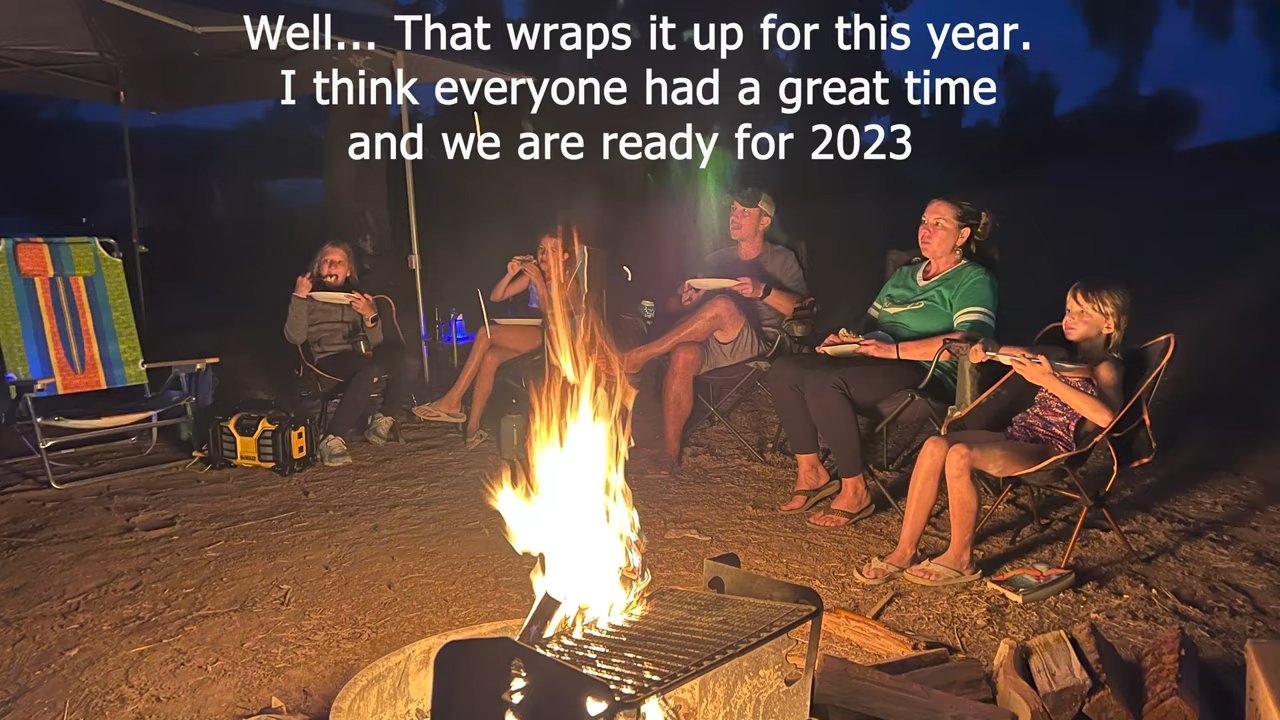 Well... That wraps it up for this year.
I think everyone had a great time
and we are ready for 2023